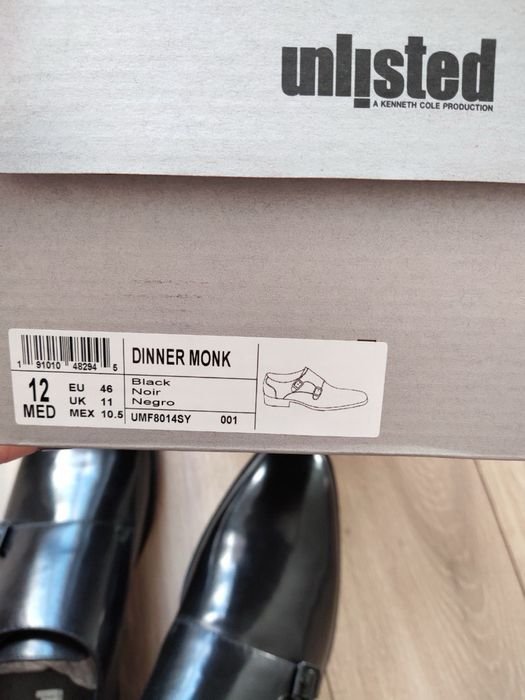 unlisted
A KENNETH COLE PRODUCTION
1 91010 48294 5
DINNER MONK
12
MED
EU 46
UK 11
MEX 10.5
Black
Noir
Negro
UMF8014SY 001